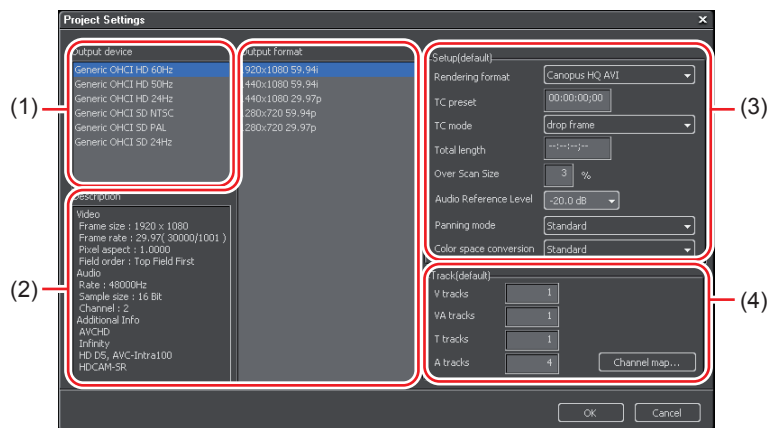 Project Settings
Output device
Generic OHCI HD 60Hz
Generic OHCI HD 50Hz
Generic OHCI HD 24Hz
Generic OHCI SD NTSC
Generic OHCI SD PAL
Generic OHCI SD 24Hz
(1)
Output format
1920x1080 59.94i
1440x1080 59.94i
1440x1080 29.97p
1280x720 59.94p
1280x720 29.97p
Description
Video
Frame size : 1920 x 1080
Frame rate : 29.97( 30000/1001 )
Pixel aspect : 1.0000
Field order : Top Field First
Audio
Rate : 48000Hz
Sample size : 16 Bit
Channel : 2
Additional Info
AVCHD
Infinity
HD D5, AVC-Intra100
HDCAM-SR
(2)
Setup(default)
Rendering format Canopus HQ AVI
TC preset 00:00:00;00
TC mode drop frame
Total length --:--:--;--
Over Scan Size 3 %
Audio Reference Level -20.0 dB
Panning mode Standard
Color space conversion Standard
(3)
Track(default)
V tracks 1
VA tracks 1
T tracks 1
A tracks 4 Channel map...
(4)
OK Cancel